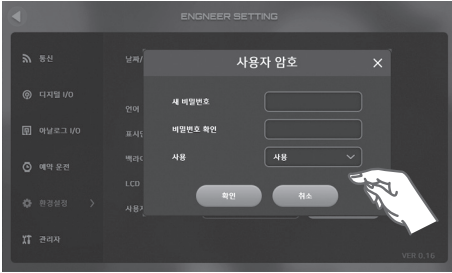 ENGNEER SETTING
통신
디지털 I/O
아날로그 I/O
예약 운전
환경설정
관리자
날짜/
언어
LCD
사용자 암호
새 비밀번호
비밀번호 확인
사용
사용
확인
취소
VER 0.16